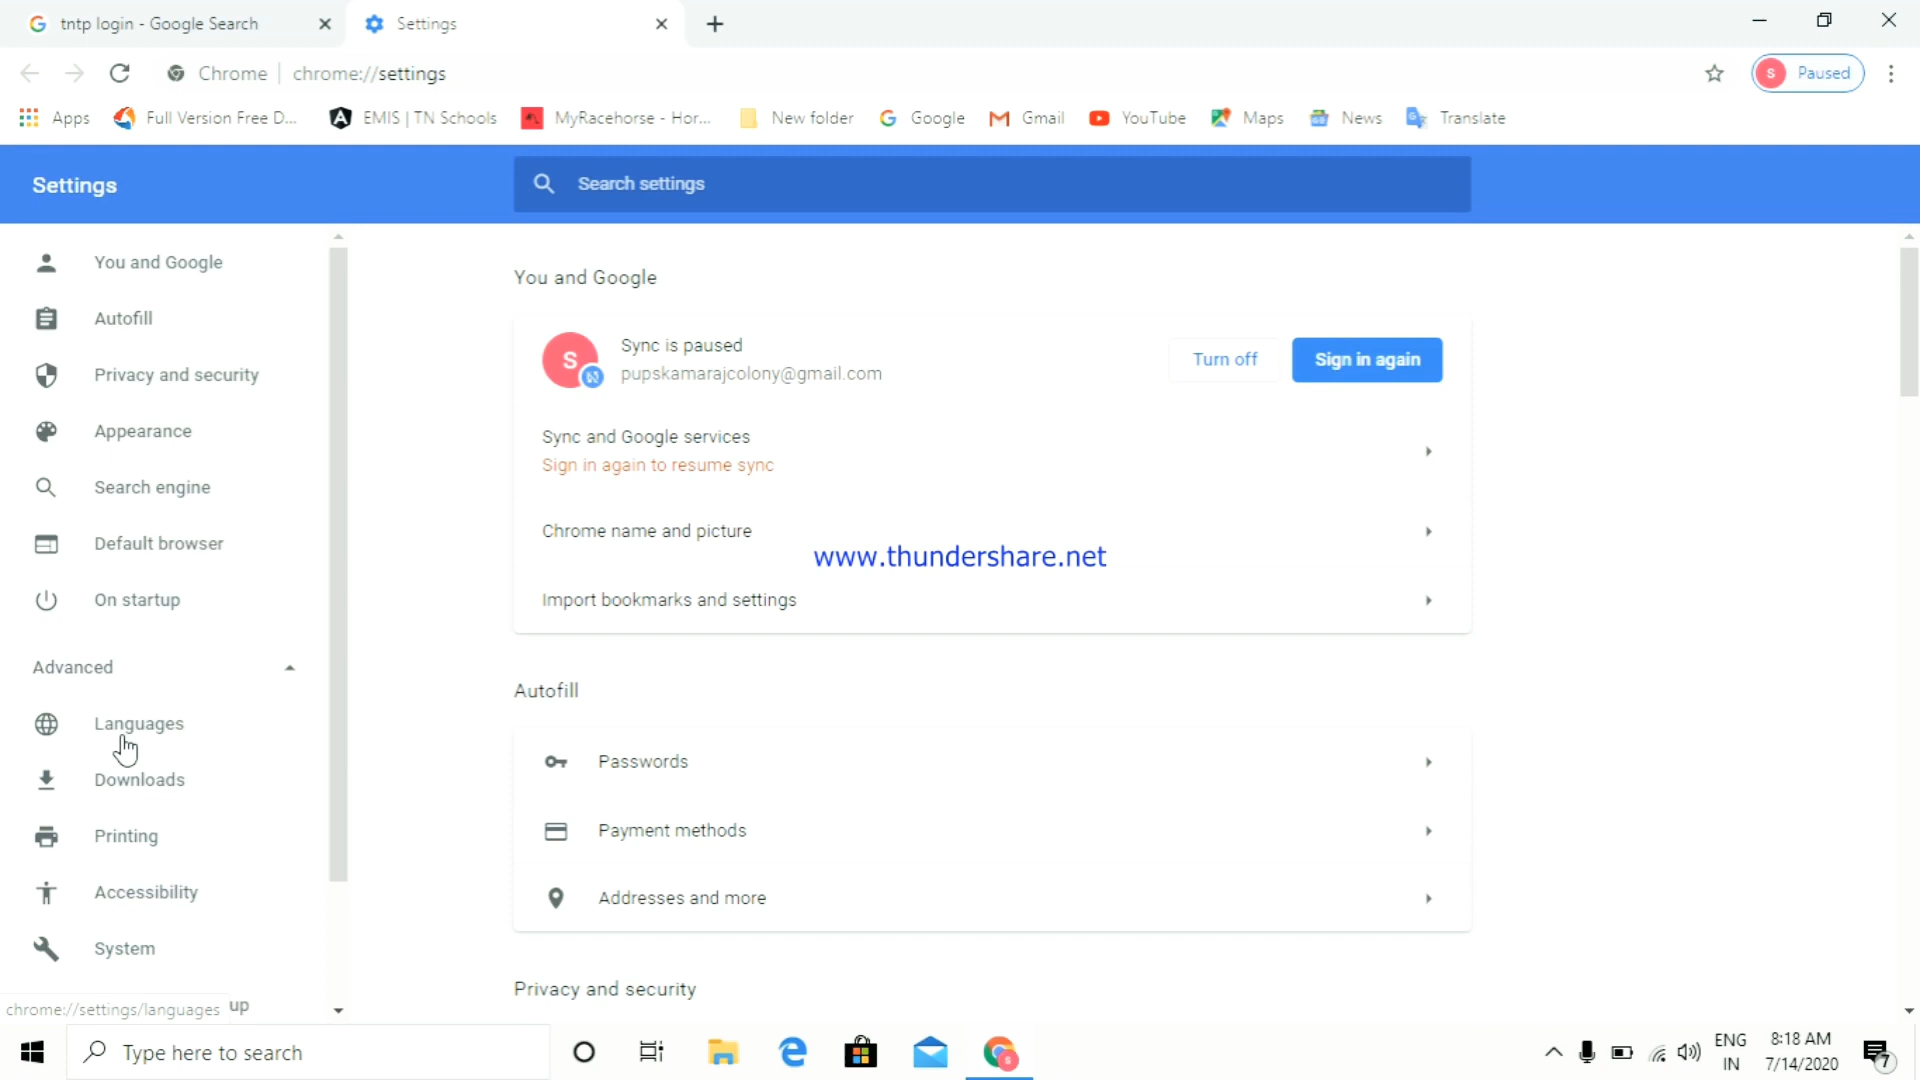 tntp login - Google Search
Settings
Chrome
chrome://settings
S
Paused
Apps
Full Version Free D...
EMIS | TN Schools
MyRacehorse - Hor...
New folder
Google
Gmail
YouTube
Maps
News
Translate
Settings
Search settings
You and Google
Autofill
Privacy and security
Appearance
Search engine
Default browser
On startup
Advanced
Languages
Downloads
Printing
Accessibility
System
up
chrome://settings/languages
You and Google
S
Sync is paused
pupskamarajcolony@gmail.com
Turn off
Sign in again
Sync and Google services
Sign in again to resume sync
Chrome name and picture
www.thundershare.net
Import bookmarks and settings
Autofill
Passwords
Payment methods
Addresses and more
Privacy and security
Type here to search
ENG
IN
8:18 AM
7/14/2020
7